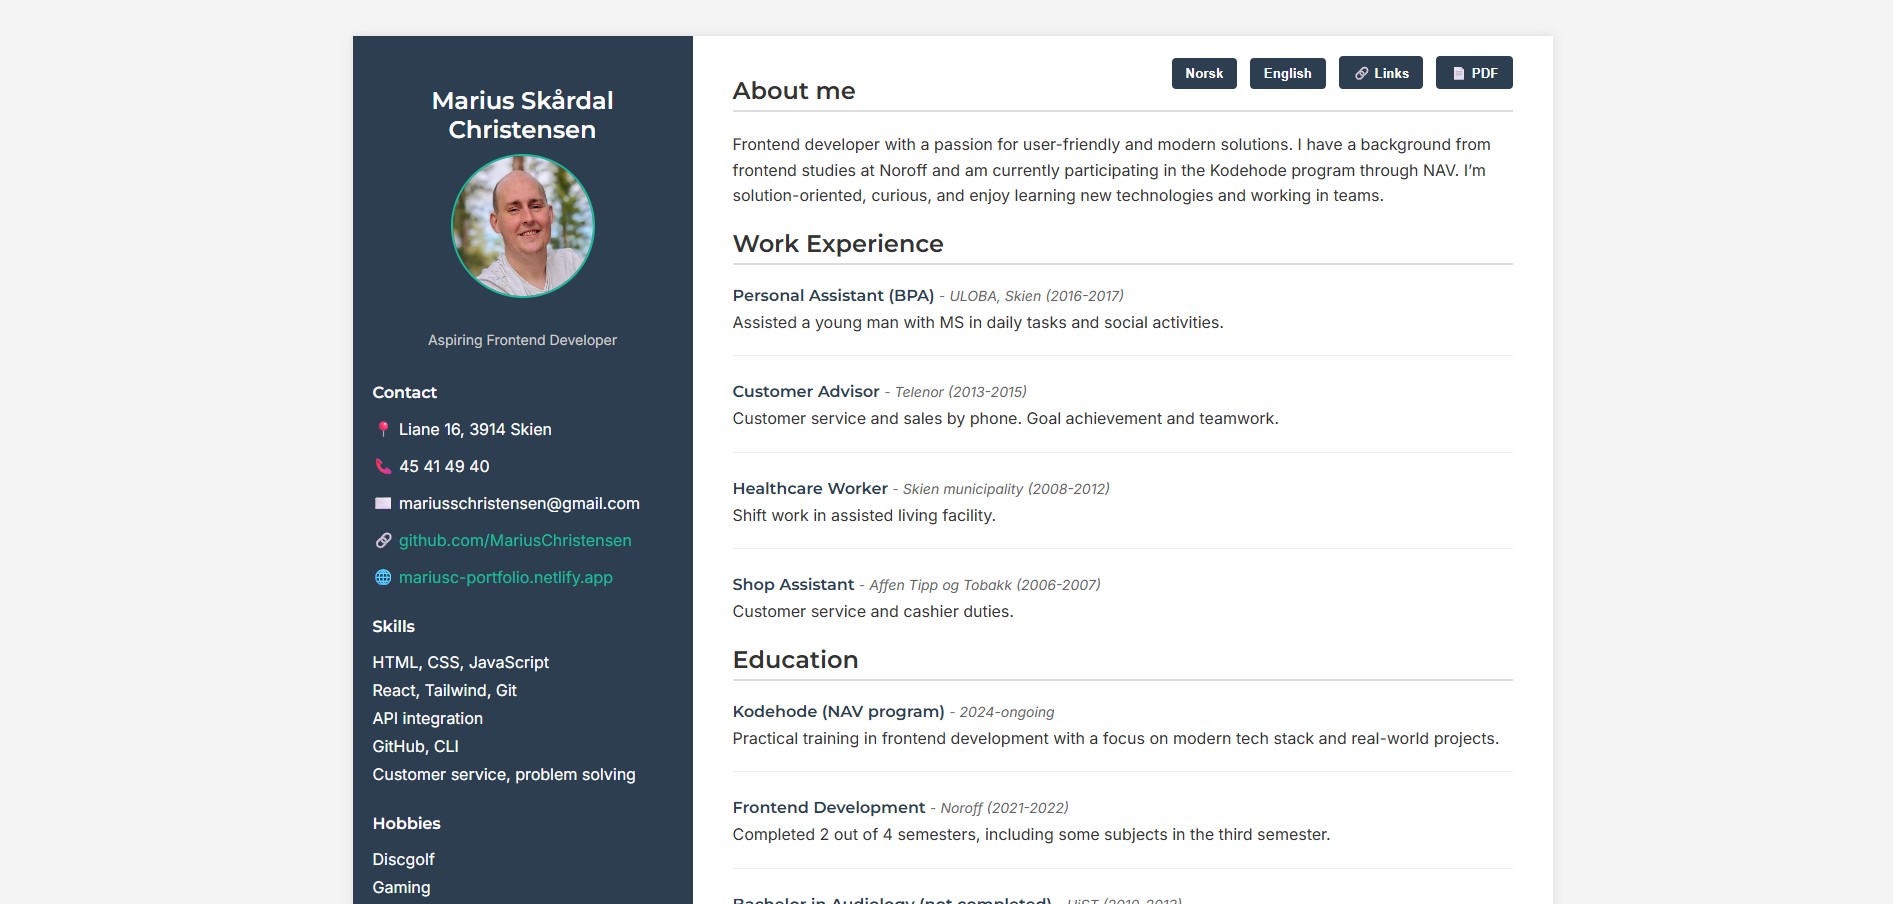 Marius Skårdal
Christensen
Aspiring Frontend Developer
Contact
Liane 16, 3914 Skien
45 41 49 40
mariusschristensen@gmail.com
github.com/MariusChristensen
mariusc-portfolio.netlify.app
Skills
HTML, CSS, JavaScript
React, Tailwind, Git
API integration
GitHub, CLI
Customer service, problem solving
Hobbies
Discgolf
Gaming
Norsk English Links PDF
About me
Frontend developer with a passion for user-friendly and modern solutions. I have a background from
frontend studies at Noroff and am currently participating in the Kodehode program through NAV. I’m
solution-oriented, curious, and enjoy learning new technologies and working in teams.
Work Experience
Personal Assistant (BPA) - ULOBA, Skien (2016-2017)
Assisted a young man with MS in daily tasks and social activities.
Customer Advisor - Telenor (2013-2015)
Customer service and sales by phone. Goal achievement and teamwork.
Healthcare Worker - Skien municipality (2008-2012)
Shift work in assisted living facility.
Shop Assistant - Affen Tipp og Tobakk (2006-2007)
Customer service and cashier duties.
Education
Kodehode (NAV program) - 2024-ongoing
Practical training in frontend development with a focus on modern tech stack and real-world projects.
Frontend Development - Noroff (2021-2022)
Completed 2 out of 4 semesters, including some subjects in the third semester.
Bachelor in Audiology (not completed) - HiST (2010-2013)